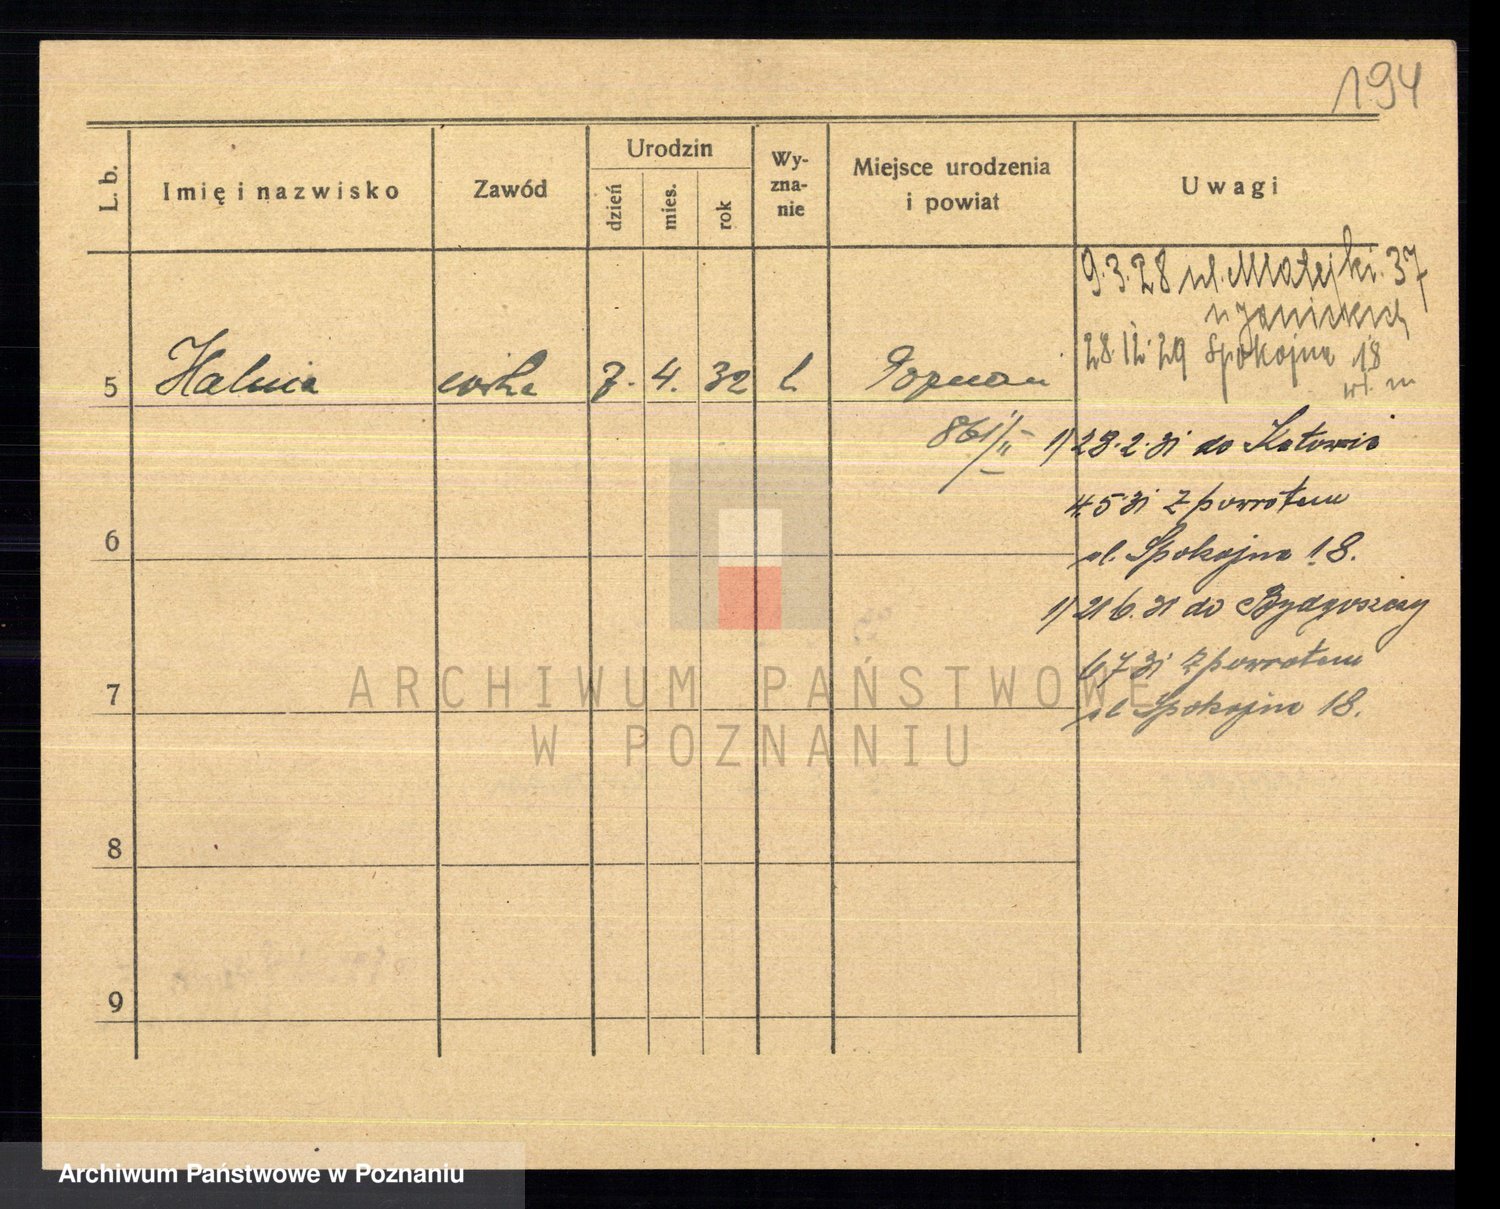 194
L. b.
Imię i nazwisko
Zawód
Urodzin
dzień
mies.
rok
Wy-
zna-
nie
Miejsce urodzenia
i powiat
Uwagi
9.3.28 ul. Matejki. 37
28.12.29 Spokojna 18
5 Halina córka 7. 4. 32 Poznań
1) 28.2.31 do Katowic
4.5.31 z powrotem
ul. Spokojna 18.
6
1) 21 6.31 do Bydgoszczy
6 7 31 z powrotem
ul Spokojna 18.
7
8
9
ARCHIWUM PAŃSTWOWE
W POZNANIU
Archiwum Państwowe w Poznaniu